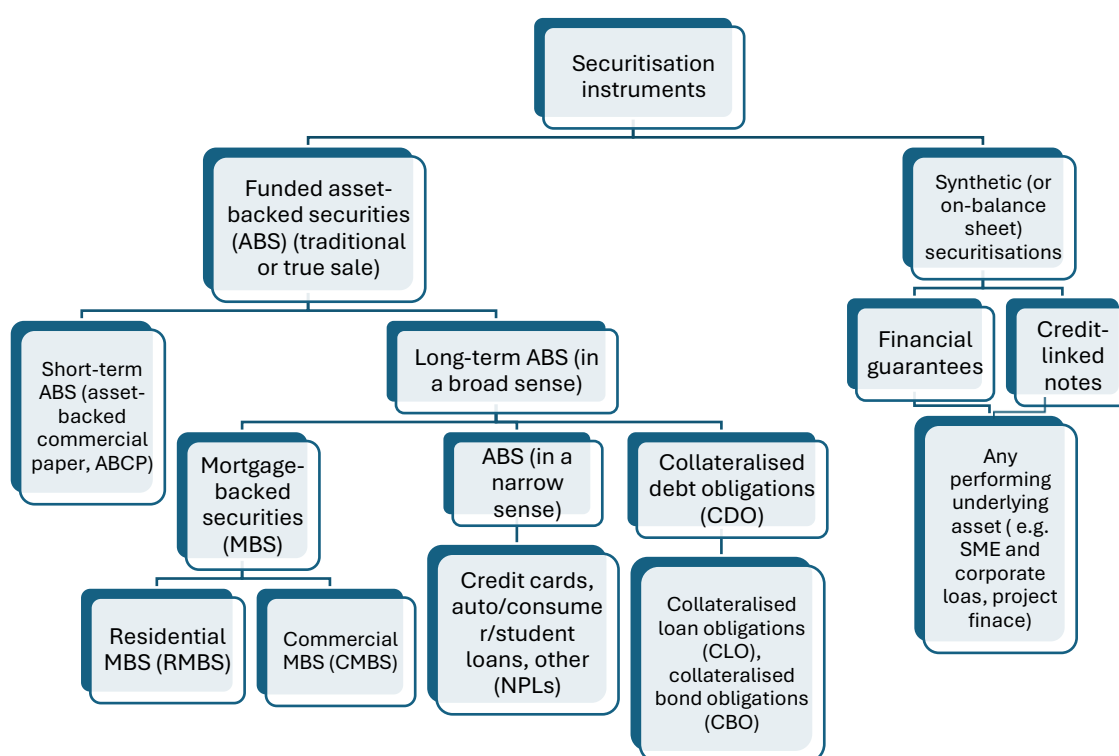 Securitisation
instruments
Funded asset-
backed securities
(ABS) (traditional
or true sale)
Synthetic (or
on-balance
sheet)
securitisations
Short-term
ABS (asset-
backed
commercial
paper, ABCP)
Long-term ABS (in
a broad sense)
Financial
guarantees
Credit-
linked
notes
Mortgage-
backed
securities
(MBS)
ABS (in a
narrow
sense)
Collateralised
debt obligations
(CDO)
Any
performing
underlying
asset ( e.g.
SME and
corporate
loas, project
finace)
Residential
MBS (RMBS)
Commercial
MBS (CMBS)
Credit cards,
auto/consume
r/student
loans, other
(NPLs)
Collateralised
loan obligations
(CLO),
collateralised
bond obligations
(CBO)